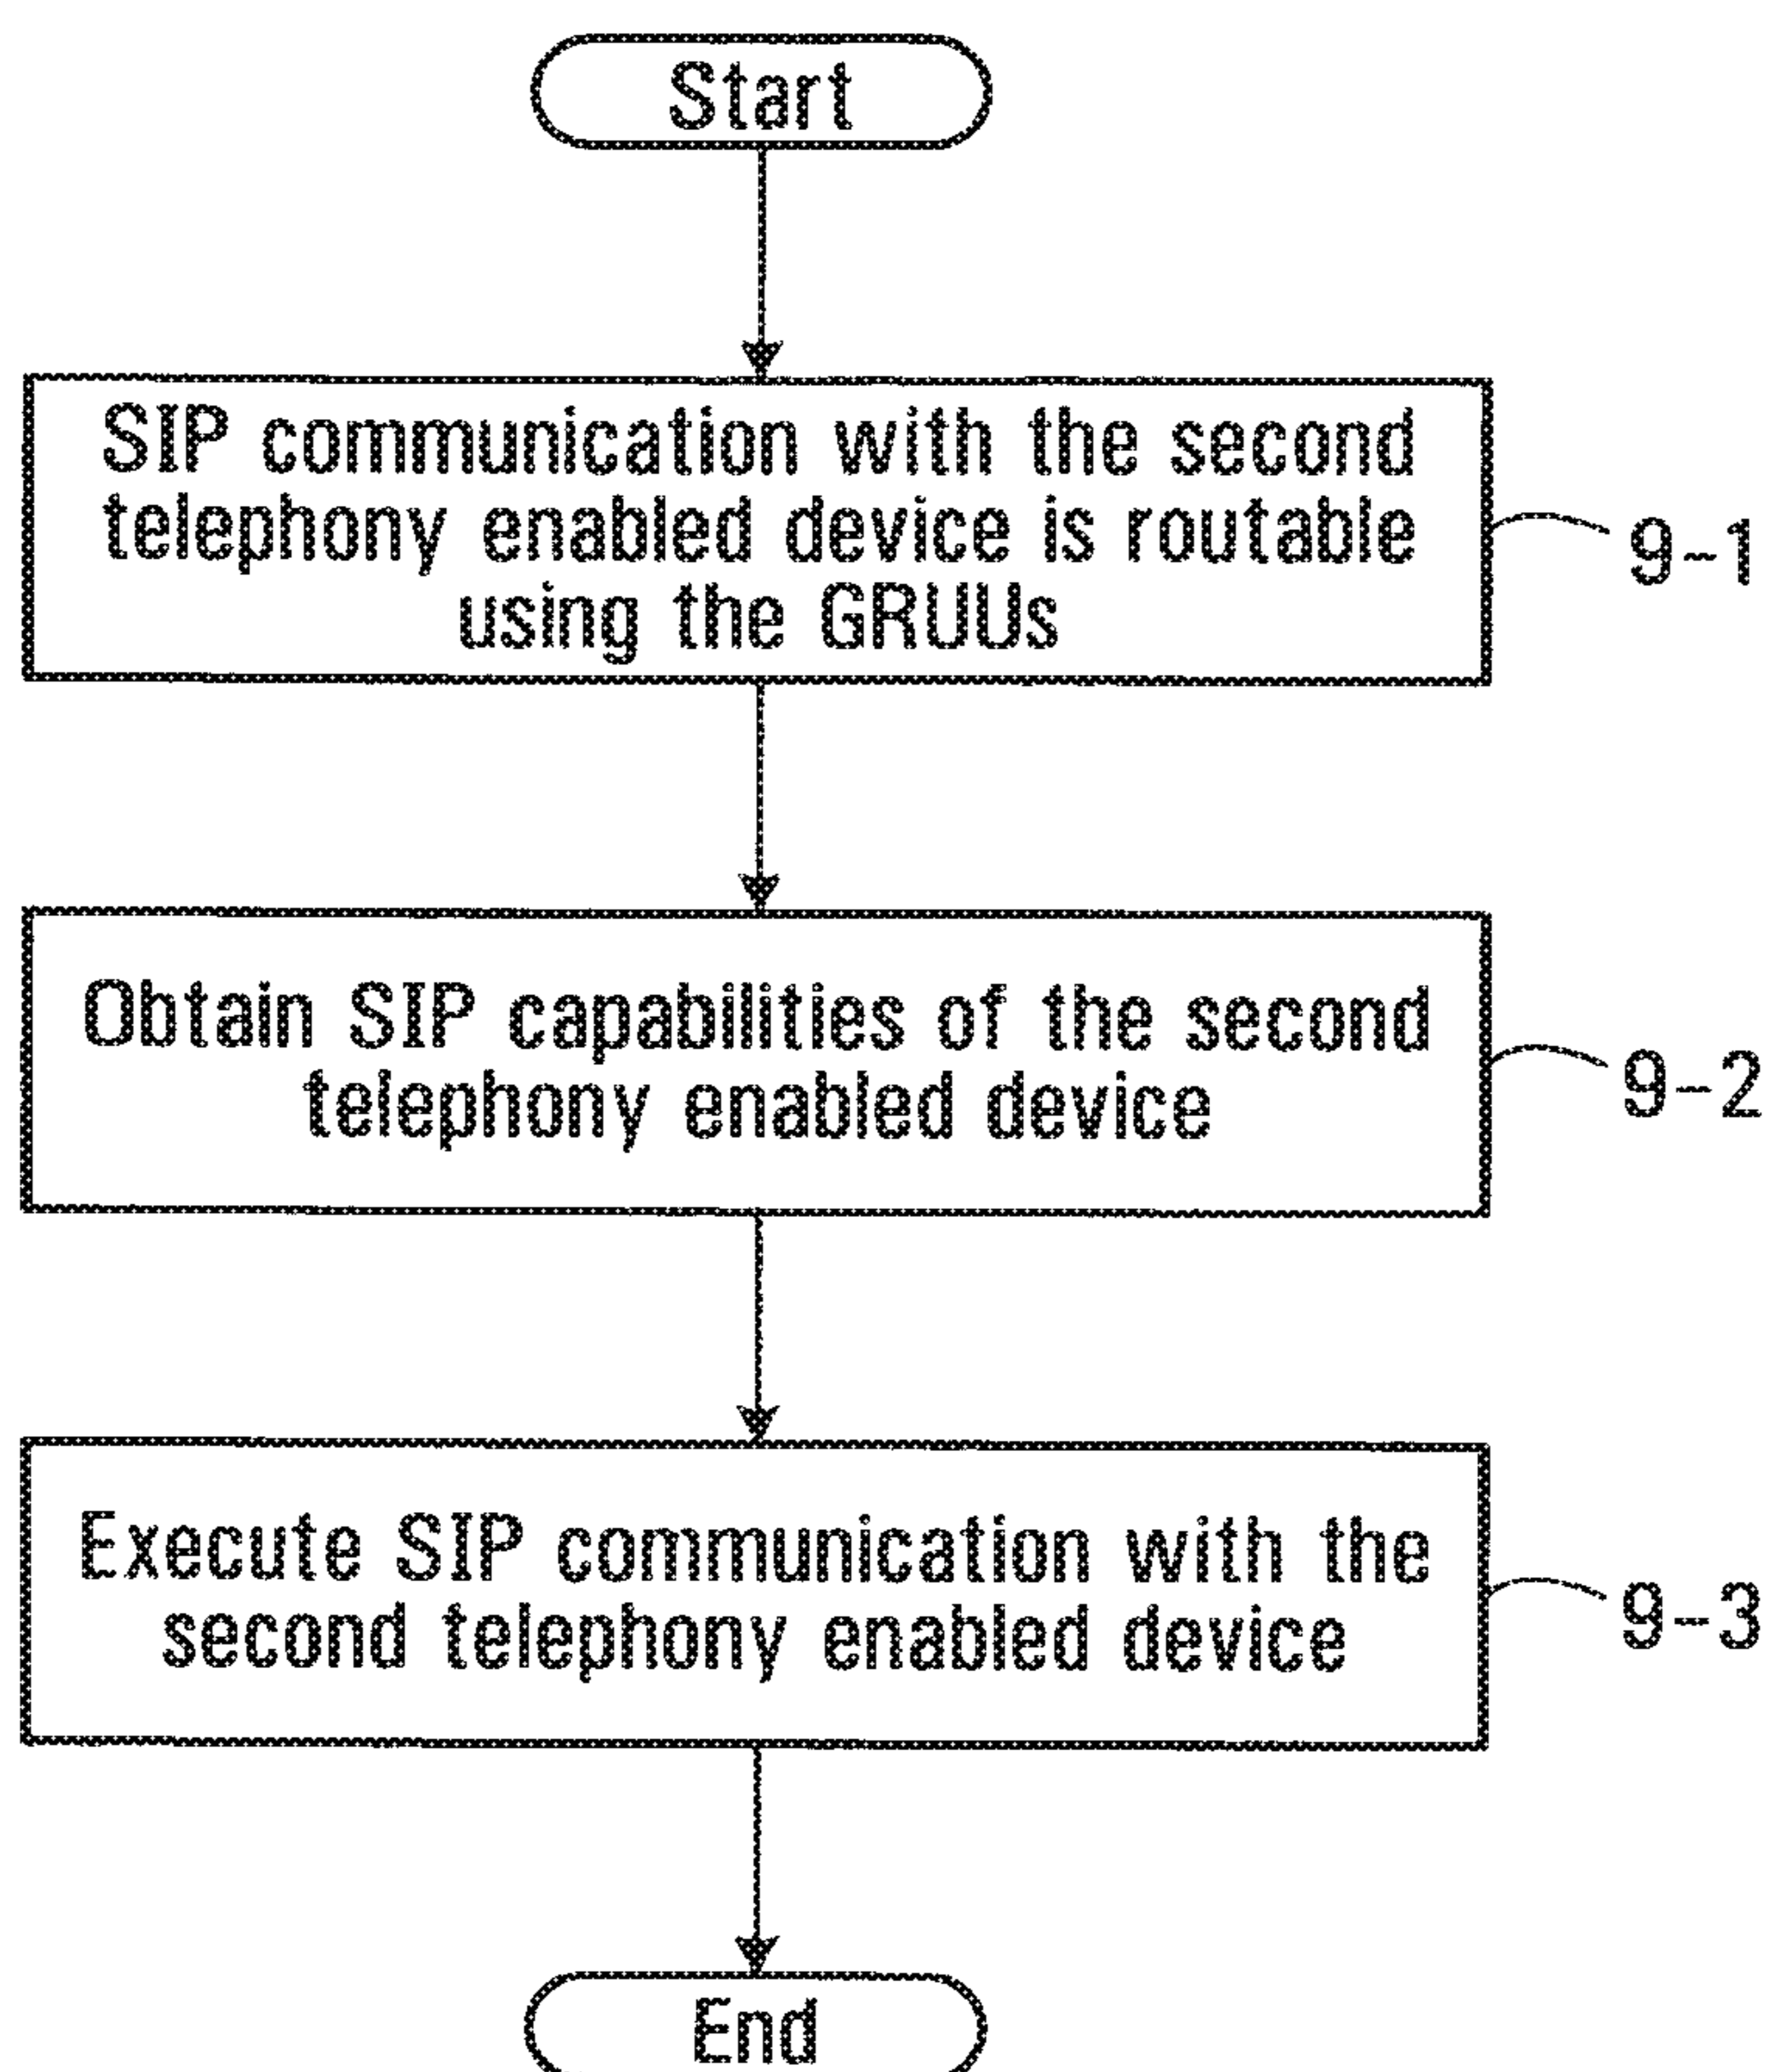 Start
SIP communication with the second
telephony enabled device is routable
using the GRUUs
9-1
Obtain SIP capabilities of the second
telephony enabled device
9-2
Execute SIP communication with the
second telephony enabled device
9-3
End